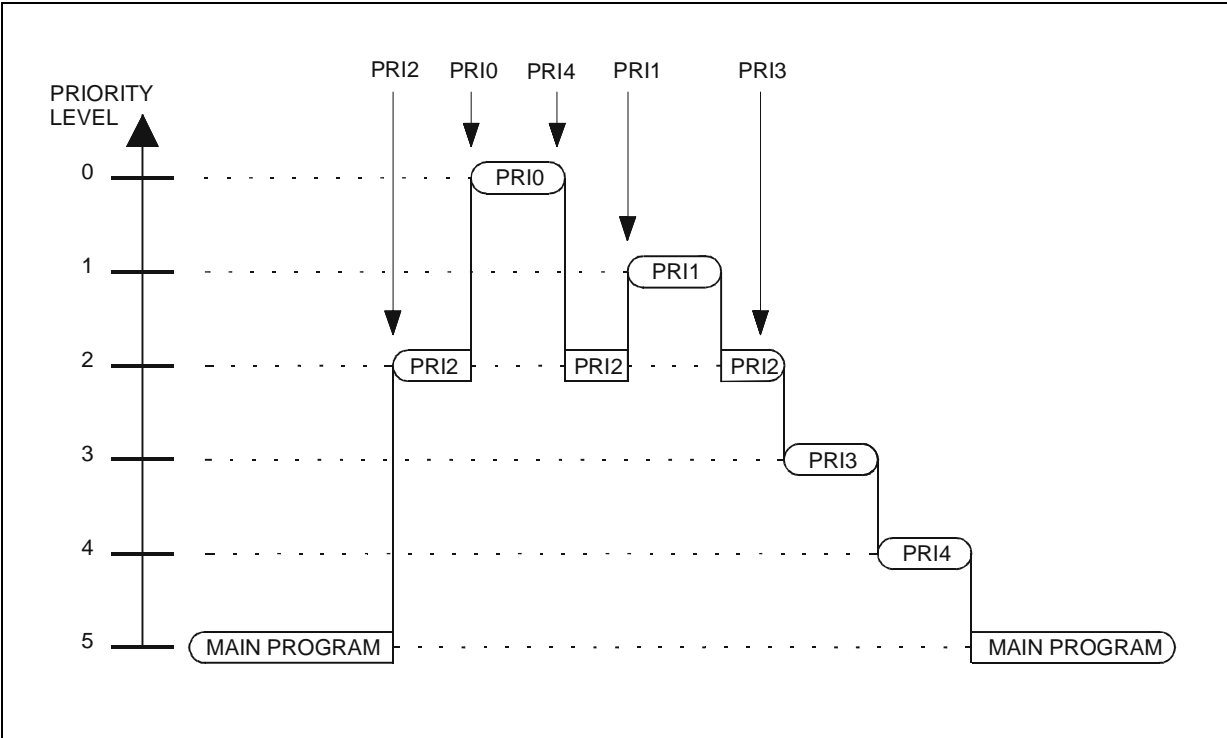 PRI2 PRI0 PRI4 PRI1 PRI3
PRIORITY
LEVEL
0 PRI0
1 PRI1
2 PRI2 PRI2 PRI2
3 PRI3
4 PRI4
5 MAIN PROGRAM MAIN PROGRAM